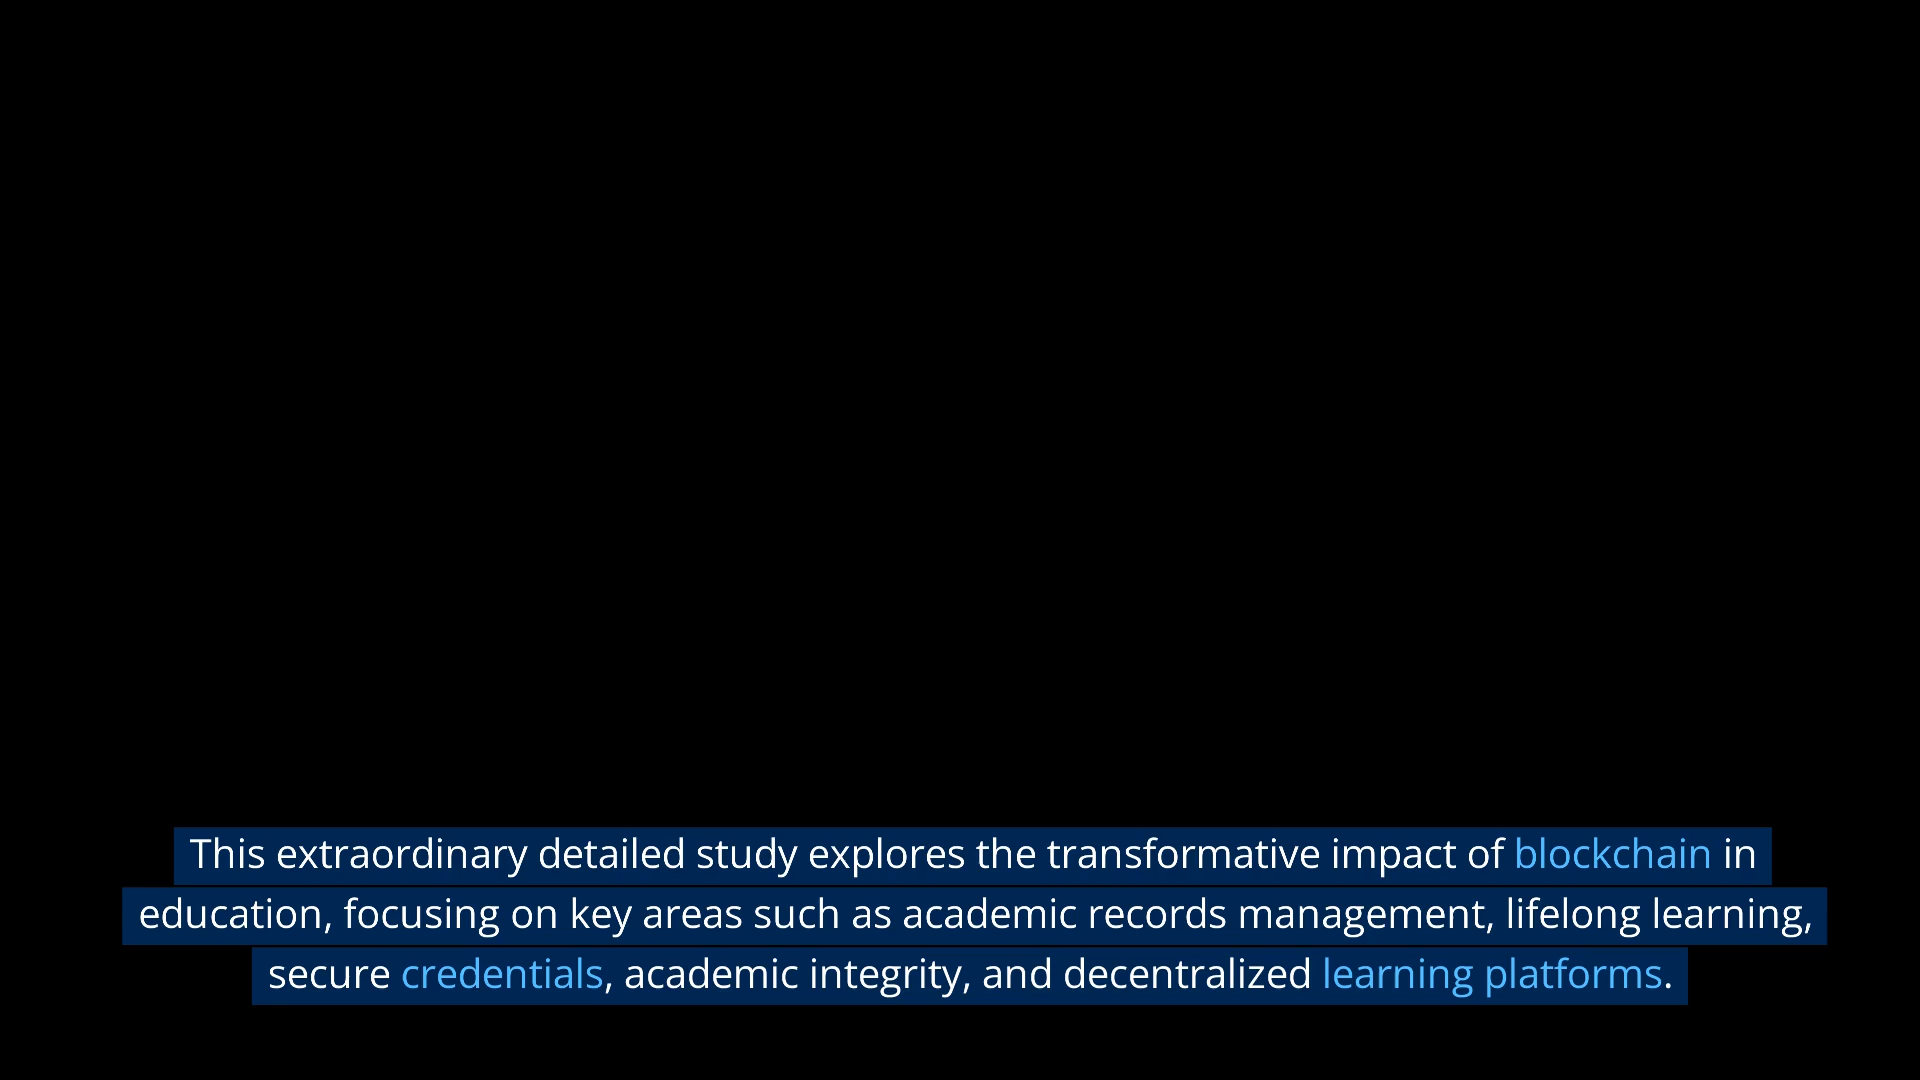 This extraordinary detailed study explores the transformative impact of blockchain in
education, focusing on key areas such as academic records management, lifelong learning,
secure credentials, academic integrity, and decentralized learning platforms.